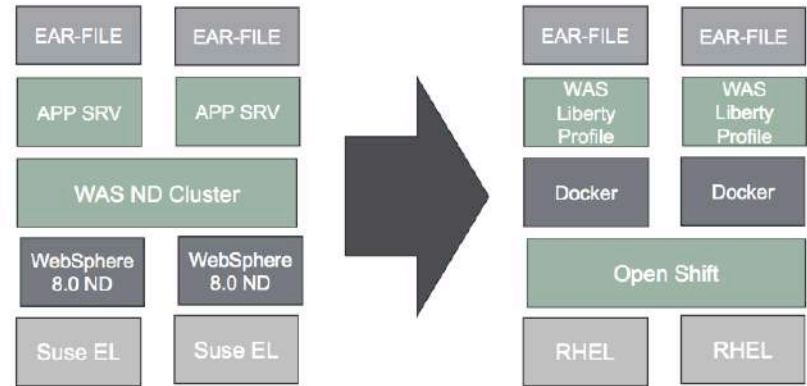 EAR-FILE
EAR-FILE
APP SRV
APP SRV
WAS ND Cluster
WebSphere
8.0 ND
WebSphere
8.0 ND
Suse EL
Suse EL
EAR-FILE
EAR-FILE
WAS
Liberty
Profile
WAS
Liberty
Profile
Docker
Docker
Open Shift
RHEL
RHEL